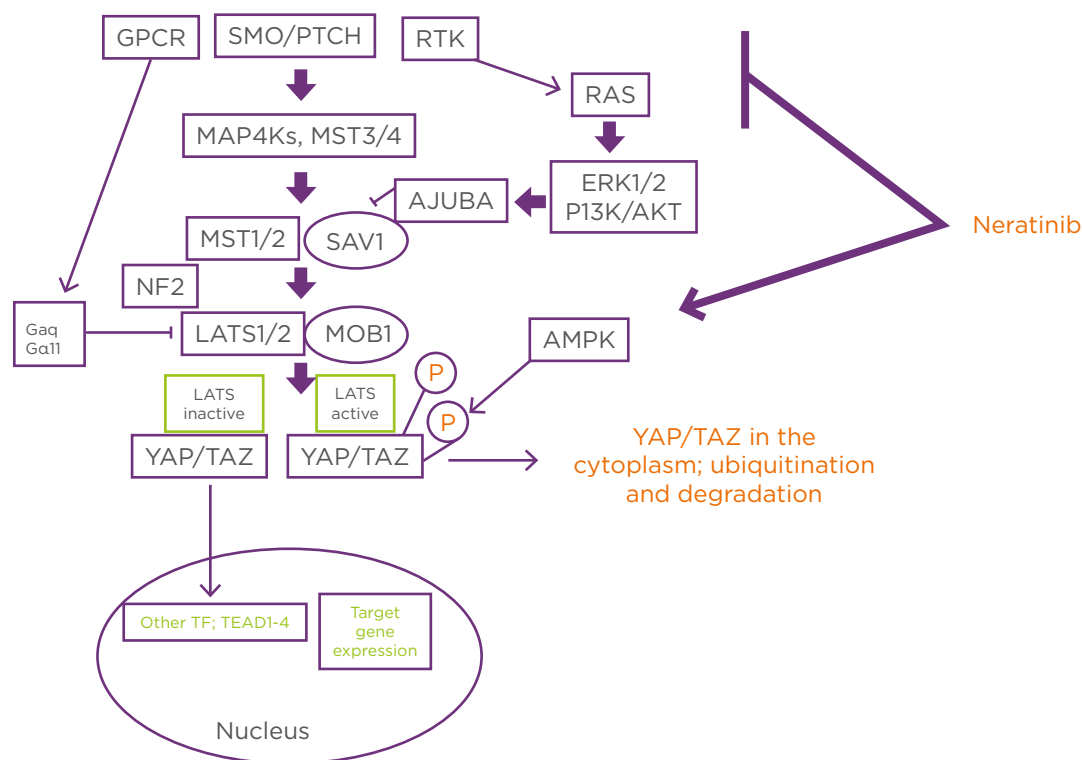 GPCR
SMO/PTCH
RTK
RAS
MAP4Ks, MST3/4
ERK1/2
P13K/AKT
AJUBA
MST1/2
SAV1
Neratinib
NF2
Gaq
Gα11
LATS1/2
MOB1
AMPK
P
LATS
inactive
LATS
active
P
YAP/TAZ
YAP/TAZ
YAP/TAZ in the
cytoplasm; ubiquitination
and degradation
Other TF; TEAD1-4
Target
gene
expression
Nucleus